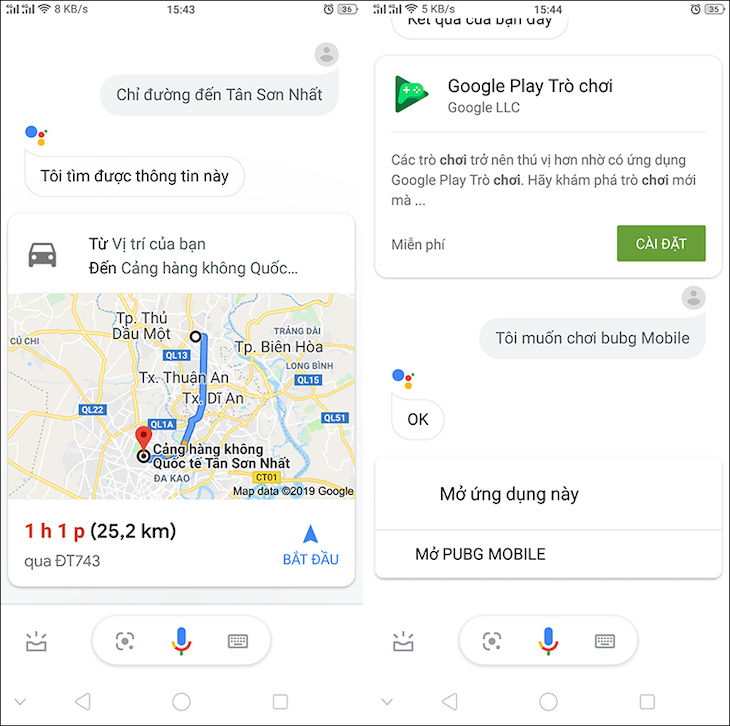 8 KB/s
15:43
36
Chỉ đường đến Tân Sơn Nhất
Tôi tìm được thông tin này
Từ Vị trí của bạn
Đến Cảng hàng không Quốc...
Tp. Thủ
Dầu Một
CỦ CHI
TRẢNG DÀI
Tp. Biên Hòa
QL13
LONG BÌNH
QL15
Tx. Thuận An
Tx. Dĩ An
QL22
QL1A
QL51
Cảng hàng không
Quốc tế Tân Sơn Nhất
ĐA KAO
CT01
Map data ©2019 Google
1 h 1 p (25,2 km)
qua ĐT743
BẮT ĐẦU
5 KB/s
15:44
35
Kết quả của bạn đây
Google Play Trò chơi
Google LLC
Các trò chơi trở nên thú vị hơn nhờ có ứng dụng
Google Play Trò chơi. Hãy khám phá trò chơi mới
mà ...
Miễn phí
CÀI ĐẶT
Tôi muốn chơi bubg Mobile
OK
Mở ứng dụng này
Mở PUBG MOBILE